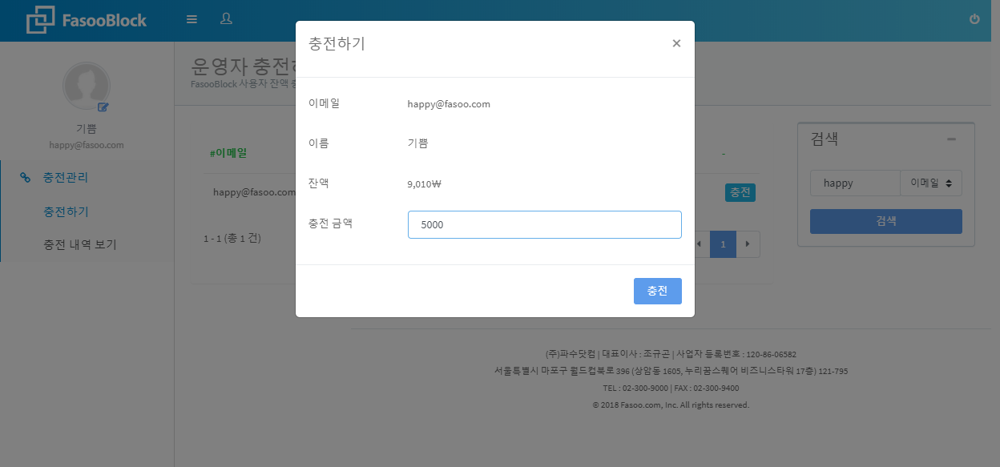 FasooBlock
충전하기
×
운영자 충전
FasooBlock 사용자 잔액
기쁨
happy@fasoo.com
충전관리
충전하기
충전 내역 보기
#이메일
-
happy@fasoo.com
충전
1 - 1 (총 1 건)
1
이메일
happy@fasoo.com
이름
기쁨
잔액
9,010₩
충전 금액
5000
충전
검색
happy
이메일
검색
(주)파수닷컴 | 대표이사 : 조규곤 | 사업자 등록번호 : 120-86-06582
서울특별시 마포구 월드컵북로 396 (상암동 1605, 누리꿈스퀘어 비즈니스타워 17층) 121-795
TEL : 02-300-9000 | FAX : 02-300-9400
© 2018 Fasoo.com, Inc. All rights reserved.